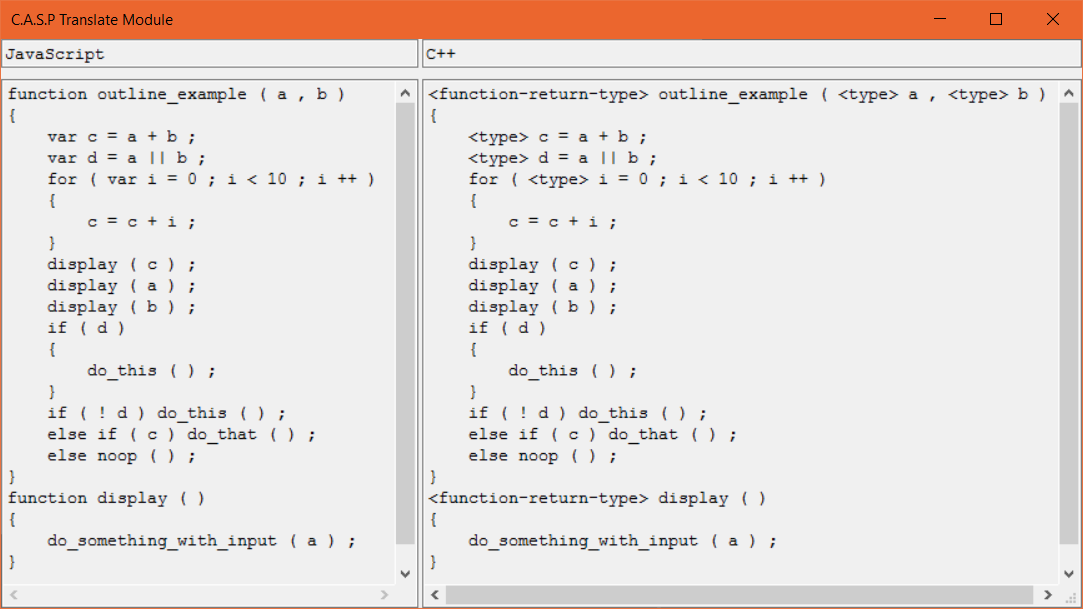 C.A.S.P Translate Module
JavaScript
function outline_example ( a , b )
{
    var c = a + b ;
    var d = a || b ;
    for ( var i = 0 ; i < 10 ; i ++ )
    {
        c = c + i ;
    }
    display ( c ) ;
    display ( a ) ;
    display ( b ) ;
    if ( d )
    {
        do_this ( ) ;
    }
    if ( ! d ) do_this ( ) ;
    else if ( c ) do_that ( ) ;
    else noop ( ) ;
}
function display ( )
{
    do_something_with_input ( a ) ;
}
C++
<function-return-type> outline_example ( <type> a , <type> b )
{
    <type> c = a + b ;
    <type> d = a || b ;
    for ( <type> i = 0 ; i < 10 ; i ++ )
    {
        c = c + i ;
    }
    display ( c ) ;
    display ( a ) ;
    display ( b ) ;
    if ( d )
    {
        do_this ( ) ;
    }
    if ( ! d ) do_this ( ) ;
    else if ( c ) do_that ( ) ;
    else noop ( ) ;
}
<function-return-type> display ( )
{
    do_something_with_input ( a ) ;
}